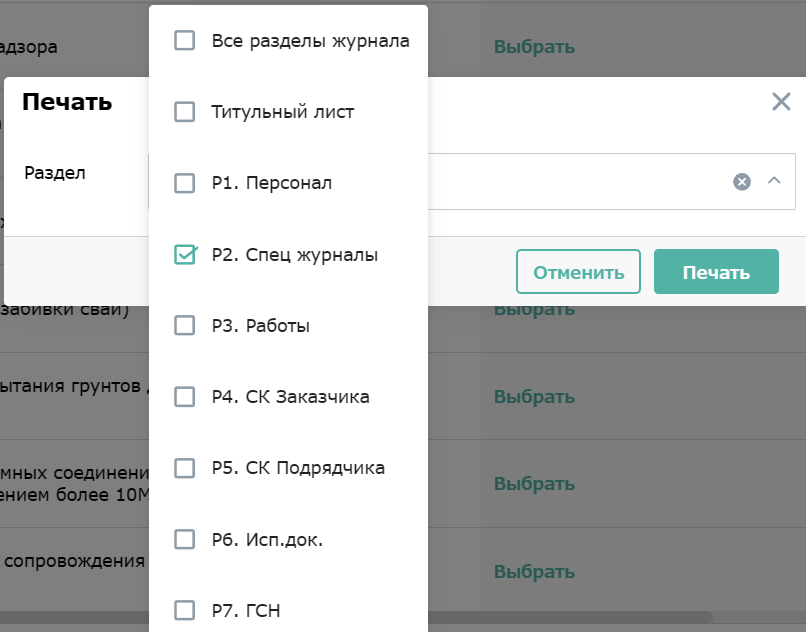 адзора
Выбрать
Печать
Раздел
Все разделы журнала
Титульный лист
Р1. Персонал
Р2. Спец журналы
Р3. Работы
Р4. СК Заказчика
Р5. СК Подрядчика
Р6. Исп.док.
Р7. ГСН
Отменить
Печать
забивки свай)
Выбрать
ытания грунтов
Выбрать
мных соединени
ением более 10М
Выбрать
сопровождения
Выбрать